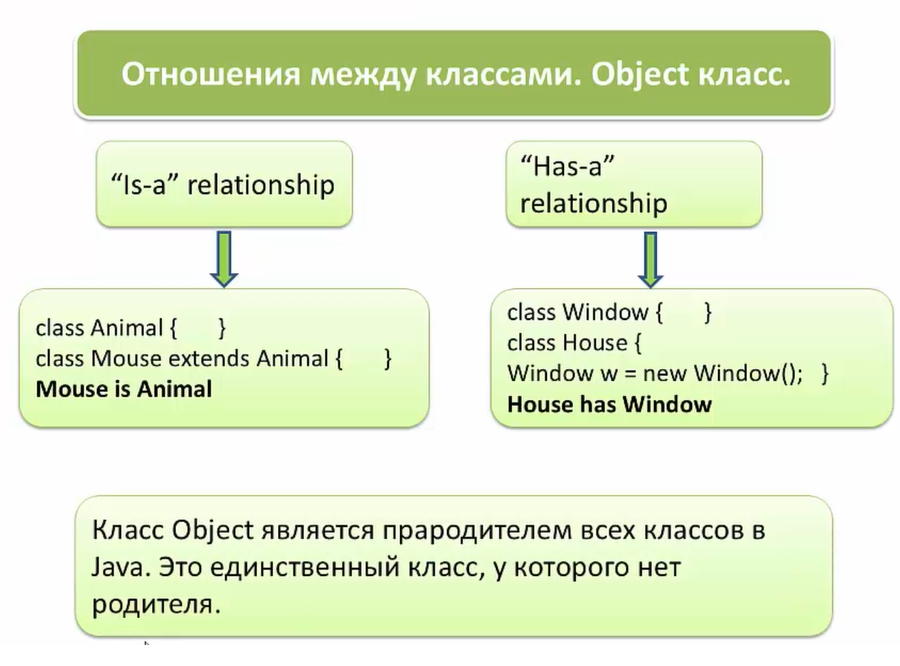 Отношения между классами. Object класс.
“Is-a” relationship
“Has-a”
relationship
class Animal {      }
class Mouse extends Animal {      }
Mouse is Animal
class Window {      }
class House {
Window w = new Window();   }
House has Window
Класс Object является прародителем всех классов в
Java. Это единственный класс, у которого нет
родителя.